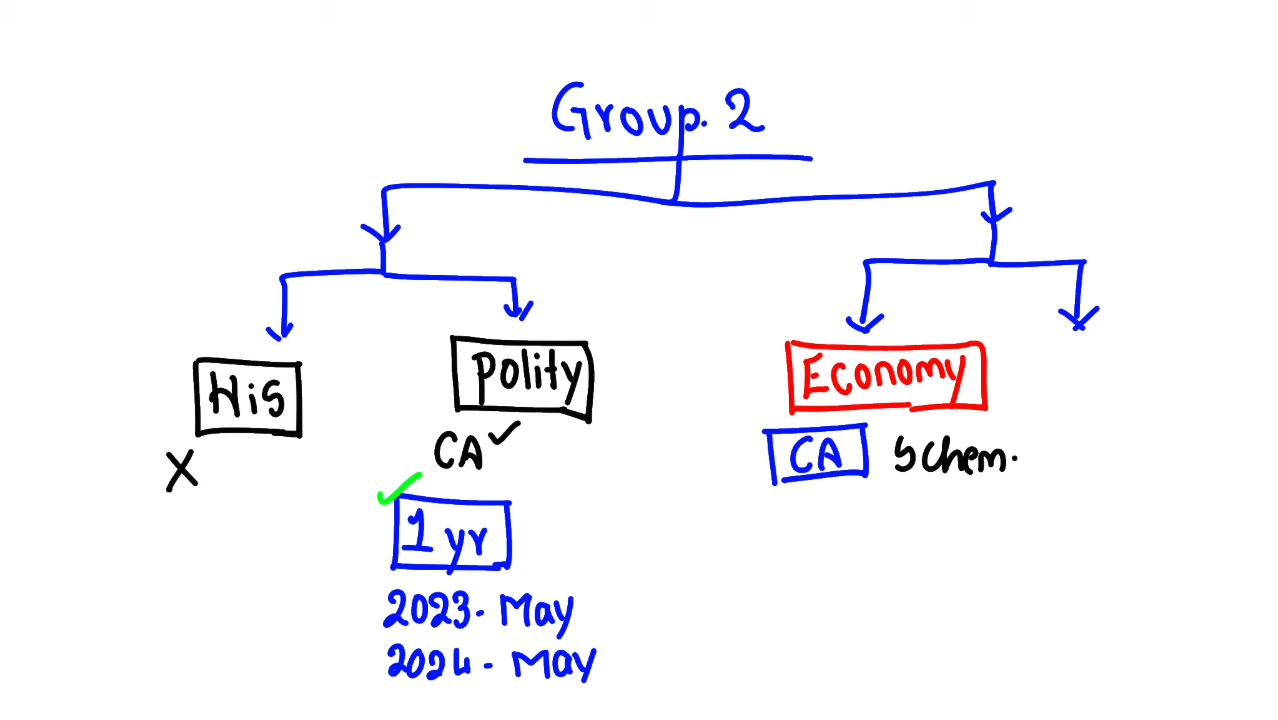 Group. 2
His
Polity
Economy
X
CA ✓
CA Schem.
1 yr
2023 - May
2024 - May